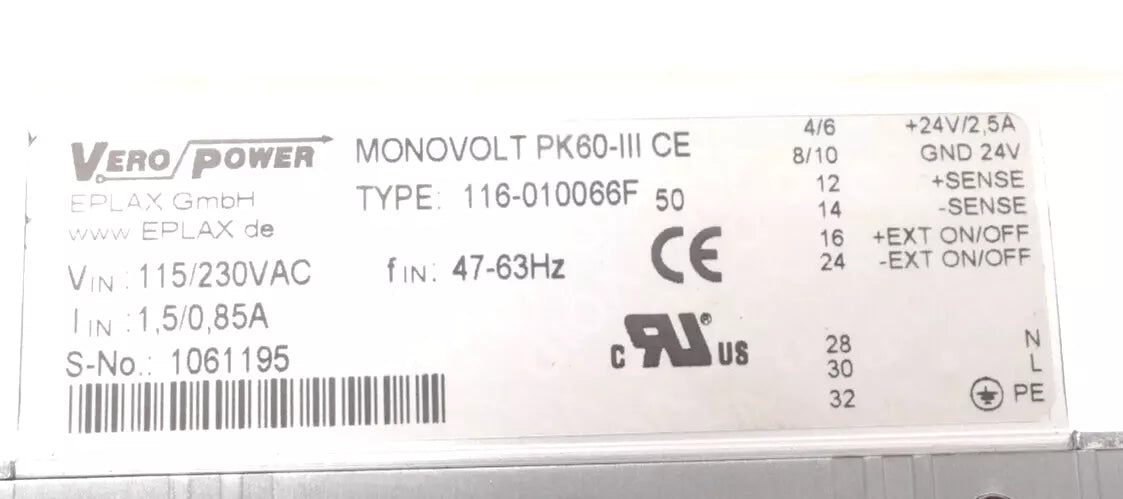 VERO POWER
EPLAX GmbH
www EPLAX de
MONOVOLT PK60-III CE
TYPE: 116-010066F 50
VIN : 115/230VAC
fIN: 47-63Hz
IIN : 1,5/0,85A
S-No.: 1061195
CE
C RU® US
4/6 +24V/2,5A
8/10 GND 24V
12 +SENSE
14 -SENSE
16 +EXT ON/OFF
24 -EXT ON/OFF
28 N
30 L
32 PE